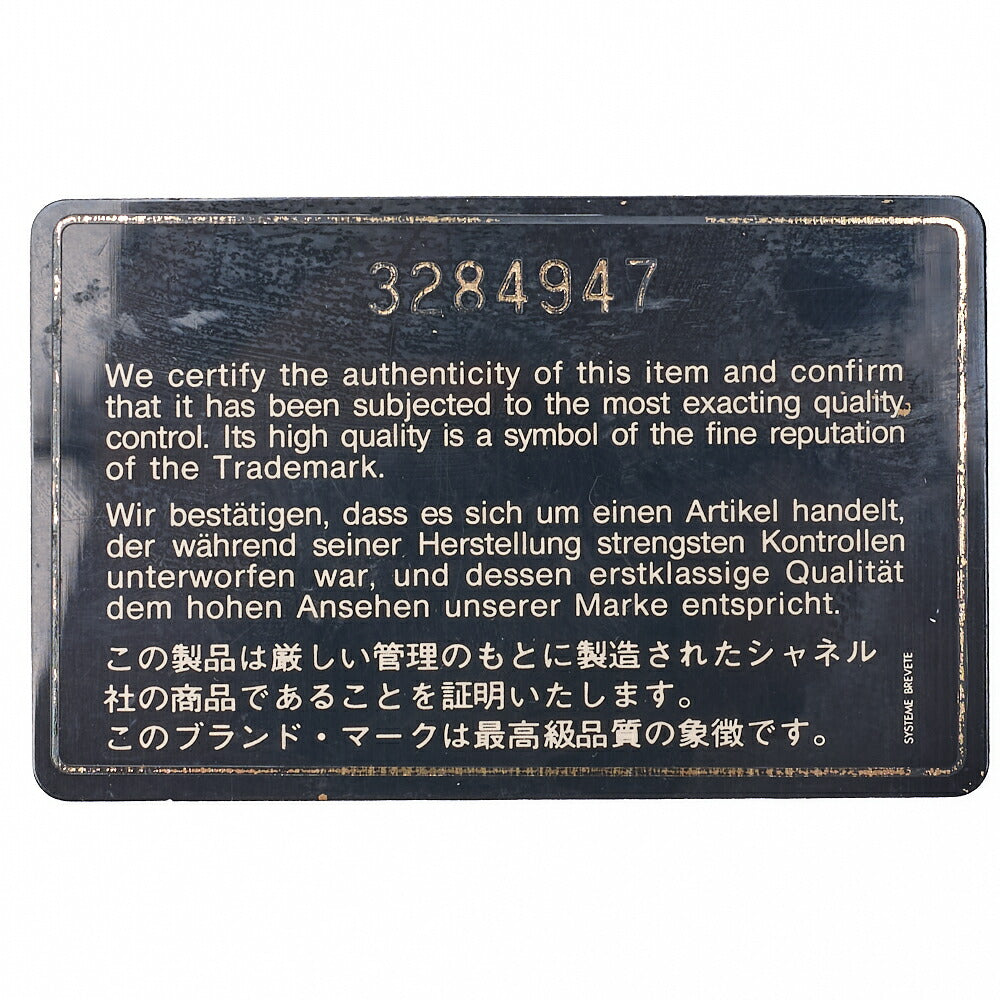 3284947
We certify the authenticity of this item and confirm
that it has been subjected to the most exacting quality
control. Its high quality is a symbol of the fine reputation
of the Trademark.
Wir bestätigen, dass es sich um einen Artikel handelt,
der während seiner Herstellung strengsten Kontrollen
unterworfen war, und dessen erstklassige Qualität
dem hohen Ansehen unserer Marke entspricht.
この製品は厳しい管理のもとに製造されたシャネル
社の商品であることを証明いたします。
このブランド・マークは最高級品質の象徴です。
SYSTEME BREVETE